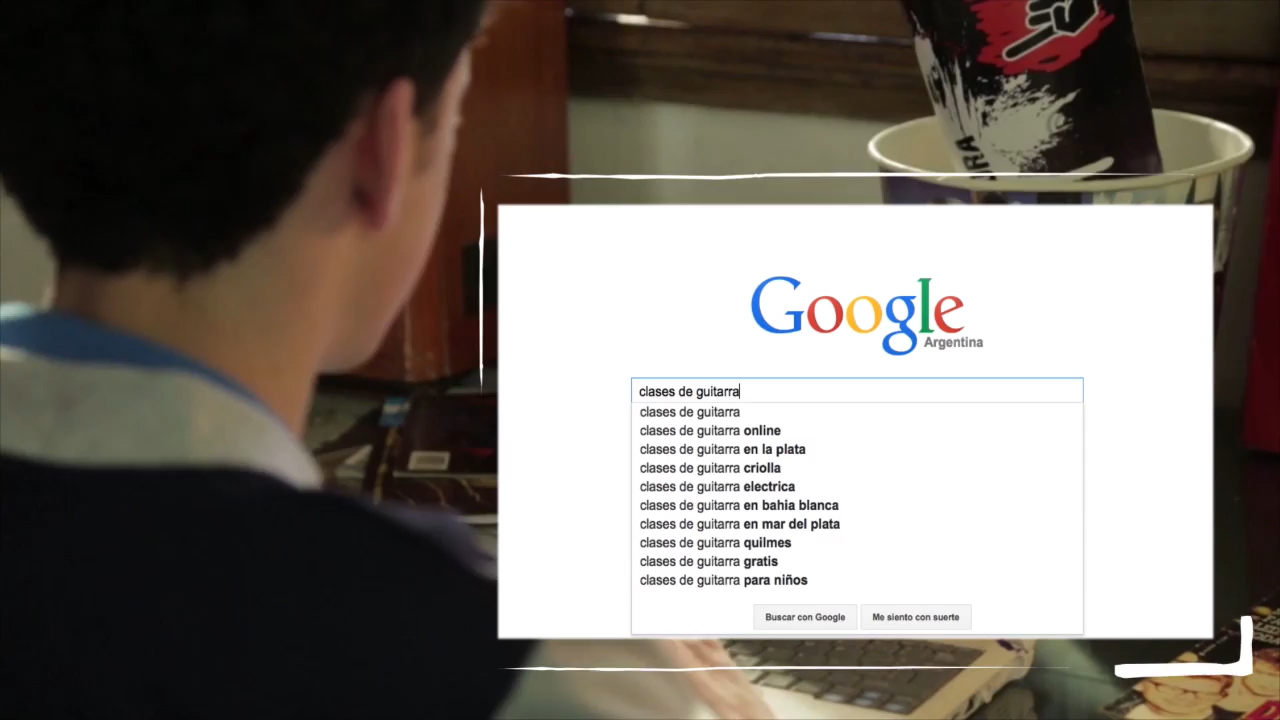 Google
Argentina
clases de guitarra
clases de guitarra
clases de guitarra online
clases de guitarra en la plata
clases de guitarra criolla
clases de guitarra electrica
clases de guitarra en bahia blanca
clases de guitarra en mar del plata
clases de guitarra quilmes
clases de guitarra gratis
clases de guitarra para niños
Buscar con Google
Me siento con suerte